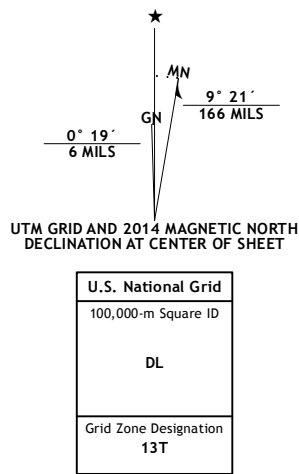 ★
MN
GN
9° 21´
166 MILS
0° 19´
6 MILS
UTM GRID AND 2014 MAGNETIC NORTH
DECLINATION AT CENTER OF SHEET
U.S. National Grid
100,000-m Square ID
DL
Grid Zone Designation
13T